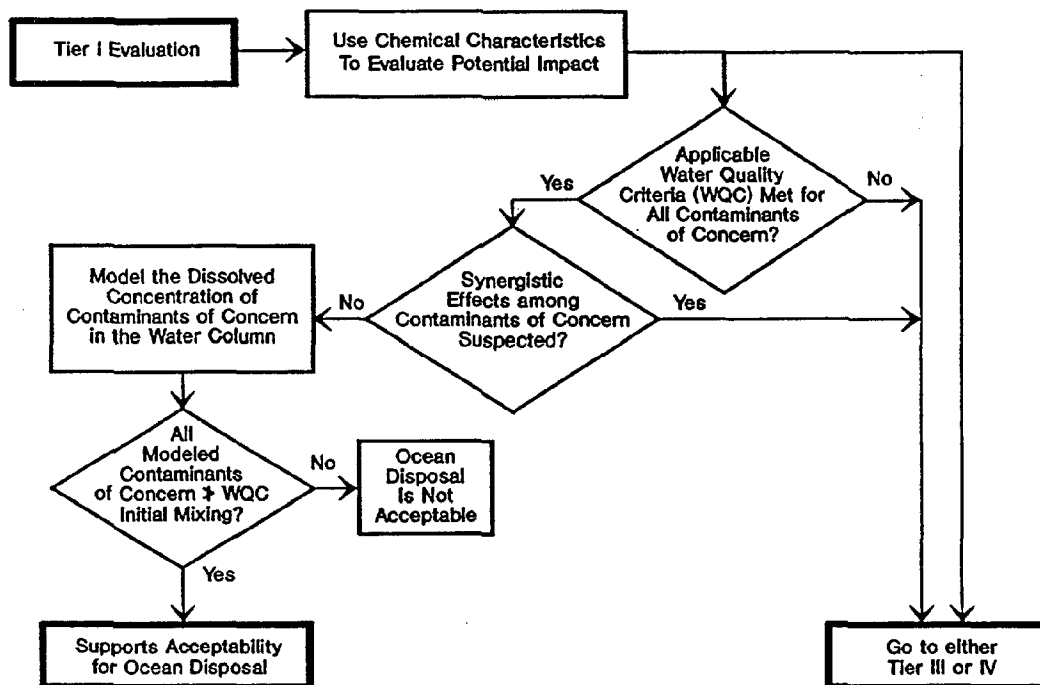 Tier I Evaluation
Use Chemical Characteristics
To Evaluate Potential Impact
Applicable
Water Quality
Criteria (WQC) Met for
All Contaminants
of Concern?
Yes
No
Synergistic
Effects among
Contaminants of Concern
Suspected?
No
Yes
Model the Dissolved
Concentration of
Contaminants of Concern
in the Water Column
All
Modeled
Contaminants
of Concern ≯ WQC
Initial Mixing?
No
Yes
Ocean
Disposal
Is Not
Acceptable
Supports Acceptability
for Ocean Disposal
Go to either
Tier III or IV